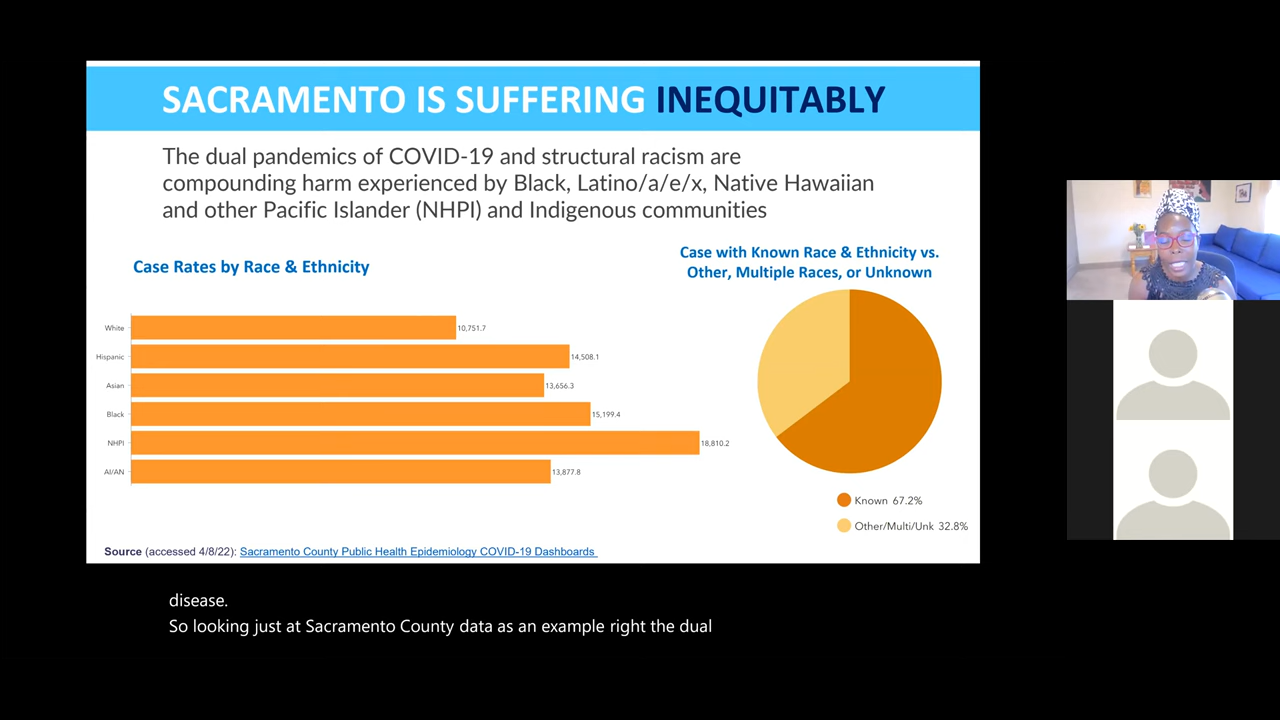 SACRAMENTO IS SUFFERING INEQUITABLY
The dual pandemics of COVID-19 and structural racism are
compounding harm experienced by Black, Latino/a/e/x, Native Hawaiian
and other Pacific Islander (NHPI) and Indigenous communities
Case Rates by Race & Ethnicity
White 10,751.7
Hispanic 14,508.1
Asian 13,656.3
Black 15,199.4
NHPI 18,810.2
AI/AN 13,877.8
Case with Known Race & Ethnicity vs.
Other, Multiple Races, or Unknown
Known 67.2%
Other/Multi/Unk 32.8%
Source (accessed 4/8/22): Sacramento County Public Health Epidemiology COVID-19 Dashboards
disease.
So looking just at Sacramento County data as an example right the dual